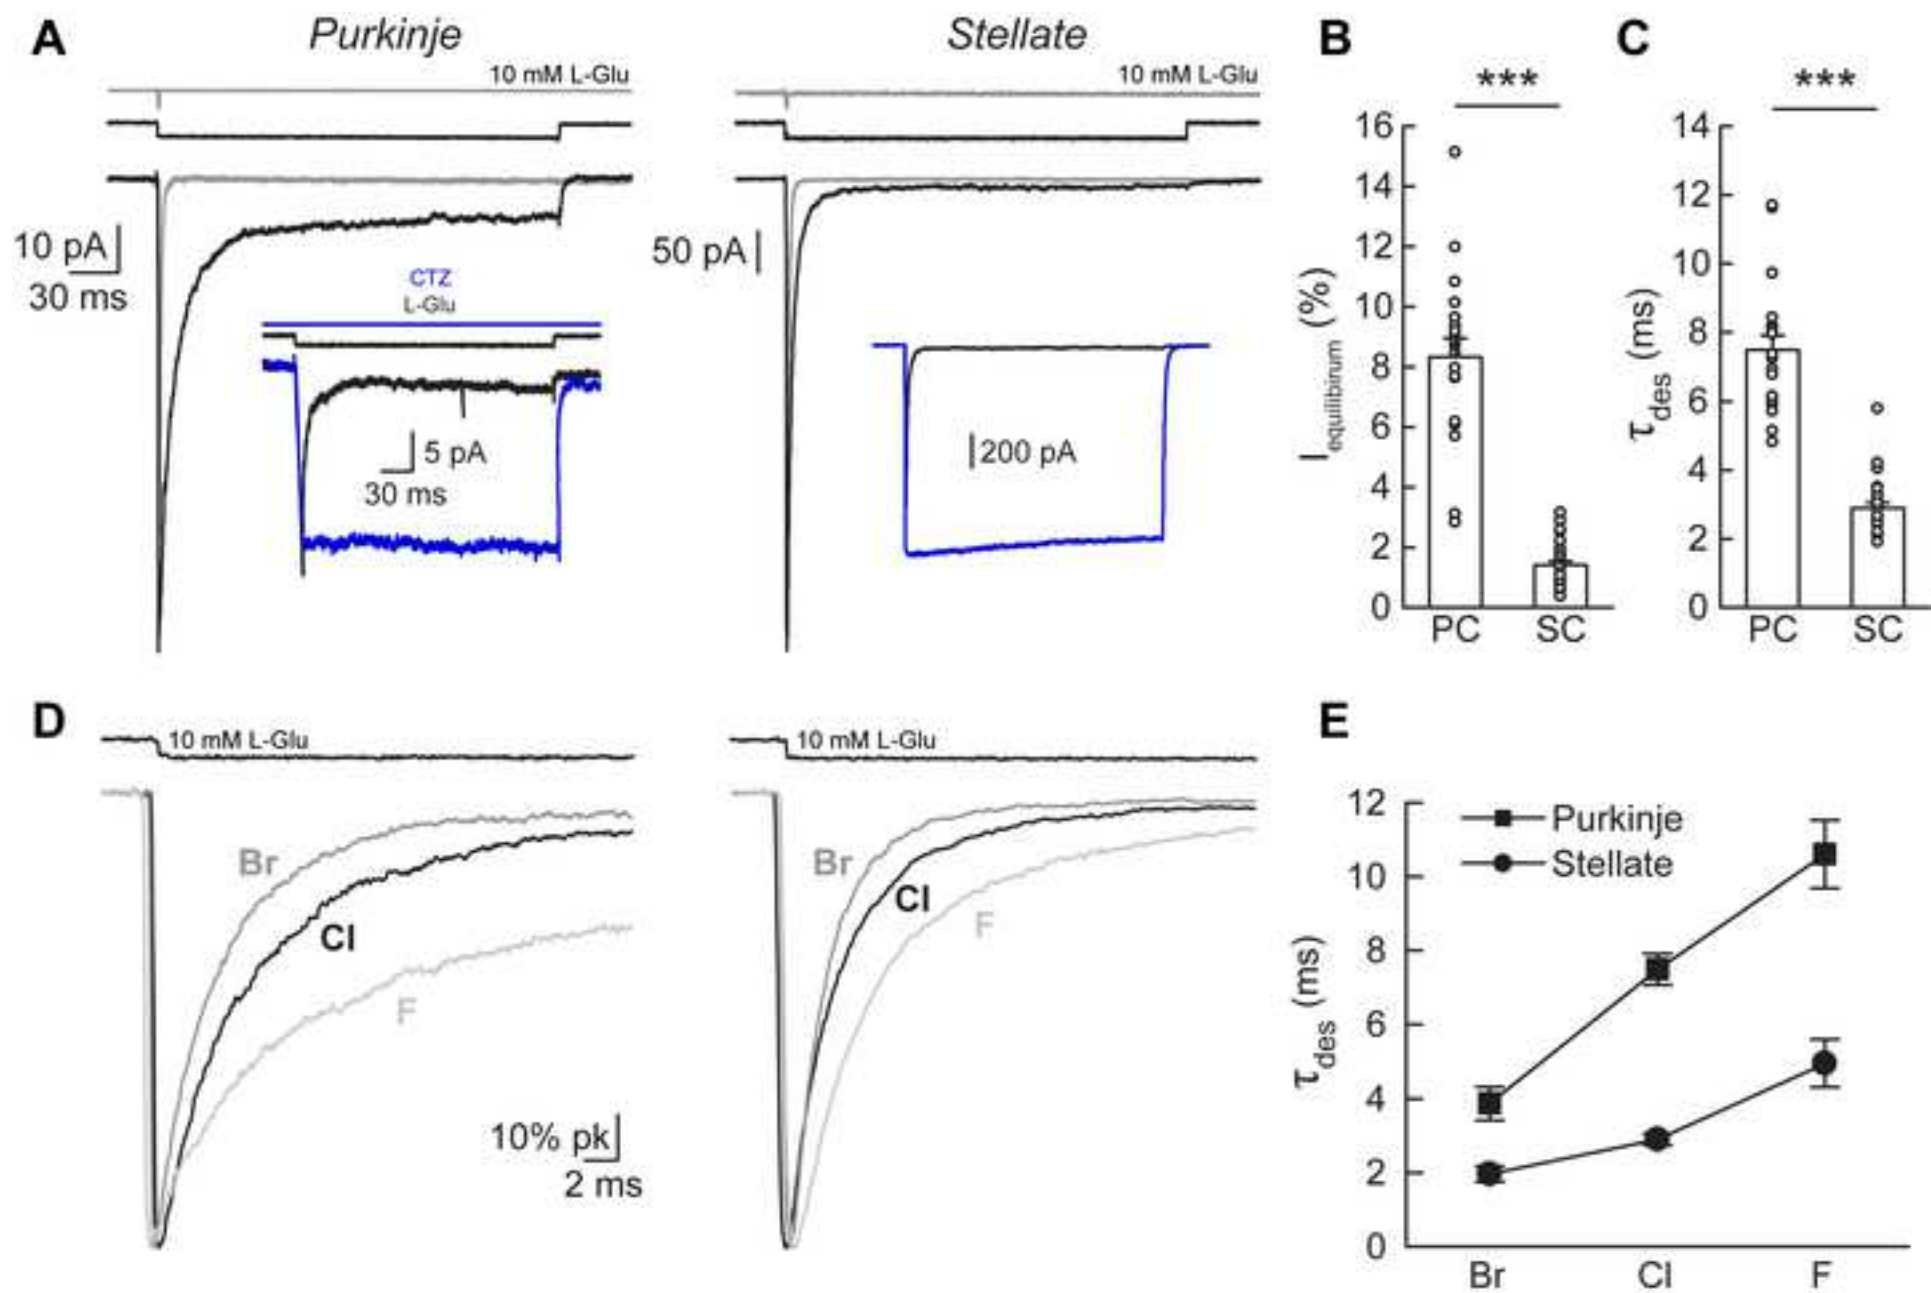 A
Purkinje
Stellate
B
C
10 mM L-Glu
10 mM L-Glu
10 pA
30 ms
CTZ
L-Glu
5 pA
30 ms
50 pA
200 pA
***
I equilibirum (%)
16
14
12
10
8
6
4
2
0
PC SC
***
τdes (ms)
14
12
10
8
6
4
2
0
PC SC
D
10 mM L-Glu
Br
Cl
F
10% pk
2 ms
10 mM L-Glu
Br
Cl
F
E
τdes (ms)
12
10
8
6
4
2
0
Purkinje
Stellate
Br Cl F